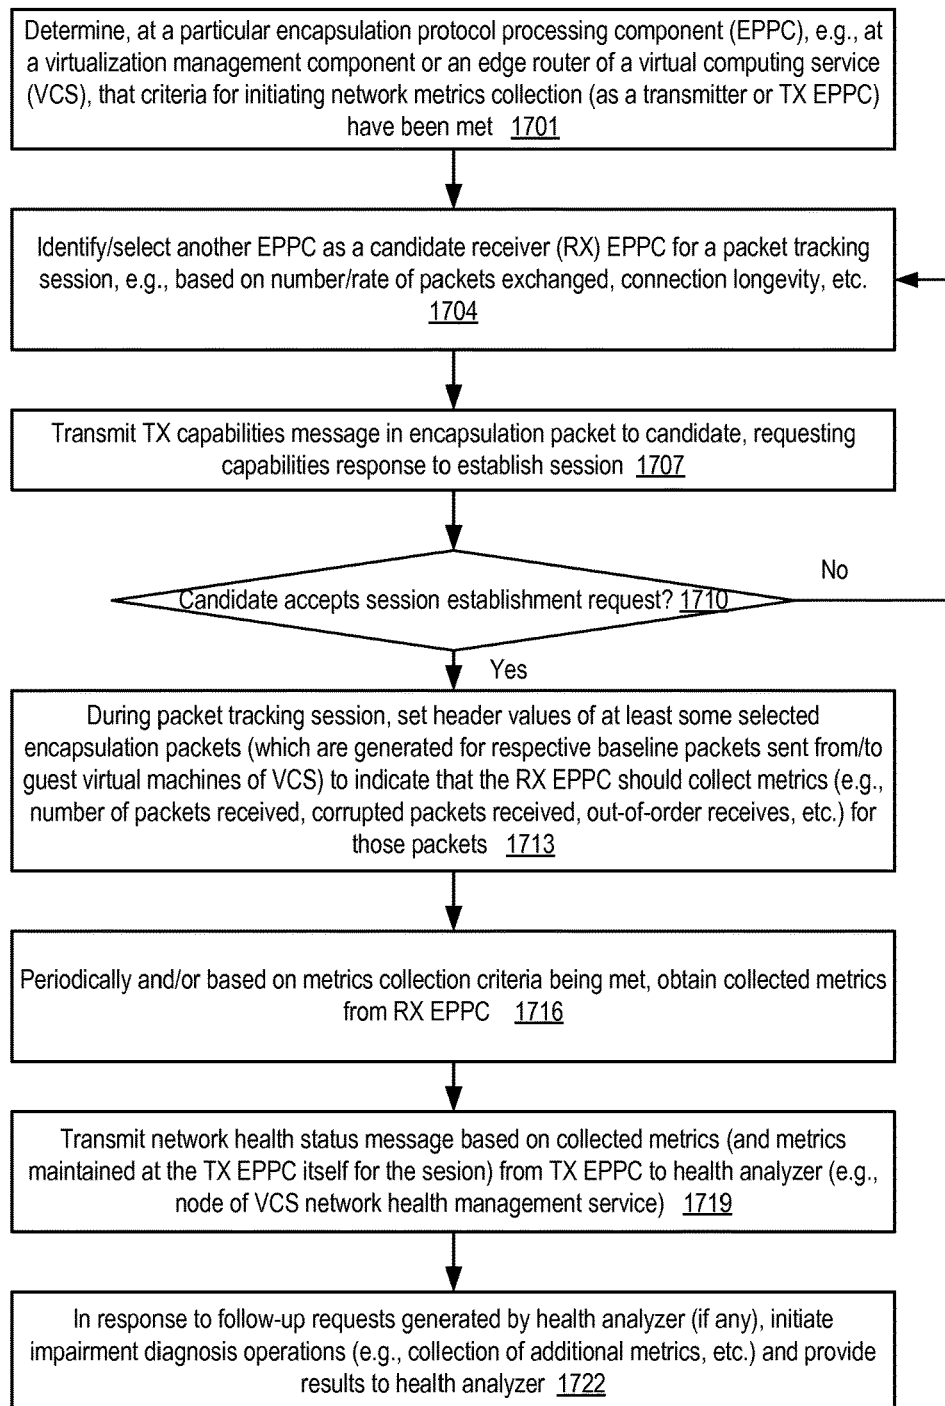 Determine, at a particular encapsulation protocol processing component (EPPC), e.g., at
a virtualization management component or an edge router of a virtual computing service
(VCS), that criteria for initiating network metrics collection (as a transmitter or TX EPPC)
have been met 1701
Identify/select another EPPC as a candidate receiver (RX) EPPC for a packet tracking
session, e.g., based on number/rate of packets exchanged, connection longevity, etc.
1704
Transmit TX capabilities message in encapsulation packet to candidate, requesting
capabilities response to establish session 1707
No
Candidate accepts session establishment request? 1710
Yes
During packet tracking session, set header values of at least some selected
encapsulation packets (which are generated for respective baseline packets sent from/to
guest virtual machines of VCS) to indicate that the RX EPPC should collect metrics (e.g.,
number of packets received, corrupted packets received, out-of-order receives, etc.) for
those packets 1713
Periodically and/or based on metrics collection criteria being met, obtain collected metrics
from RX EPPC 1716
Transmit network health status message based on collected metrics (and metrics
maintained at the TX EPPC itself for the sesion) from TX EPPC to health analyzer (e.g.,
node of VCS network health management service) 1719
In response to follow-up requests generated by health analyzer (if any), initiate
impairment diagnosis operations (e.g., collection of additional metrics, etc.) and provide
results to health analyzer 1722